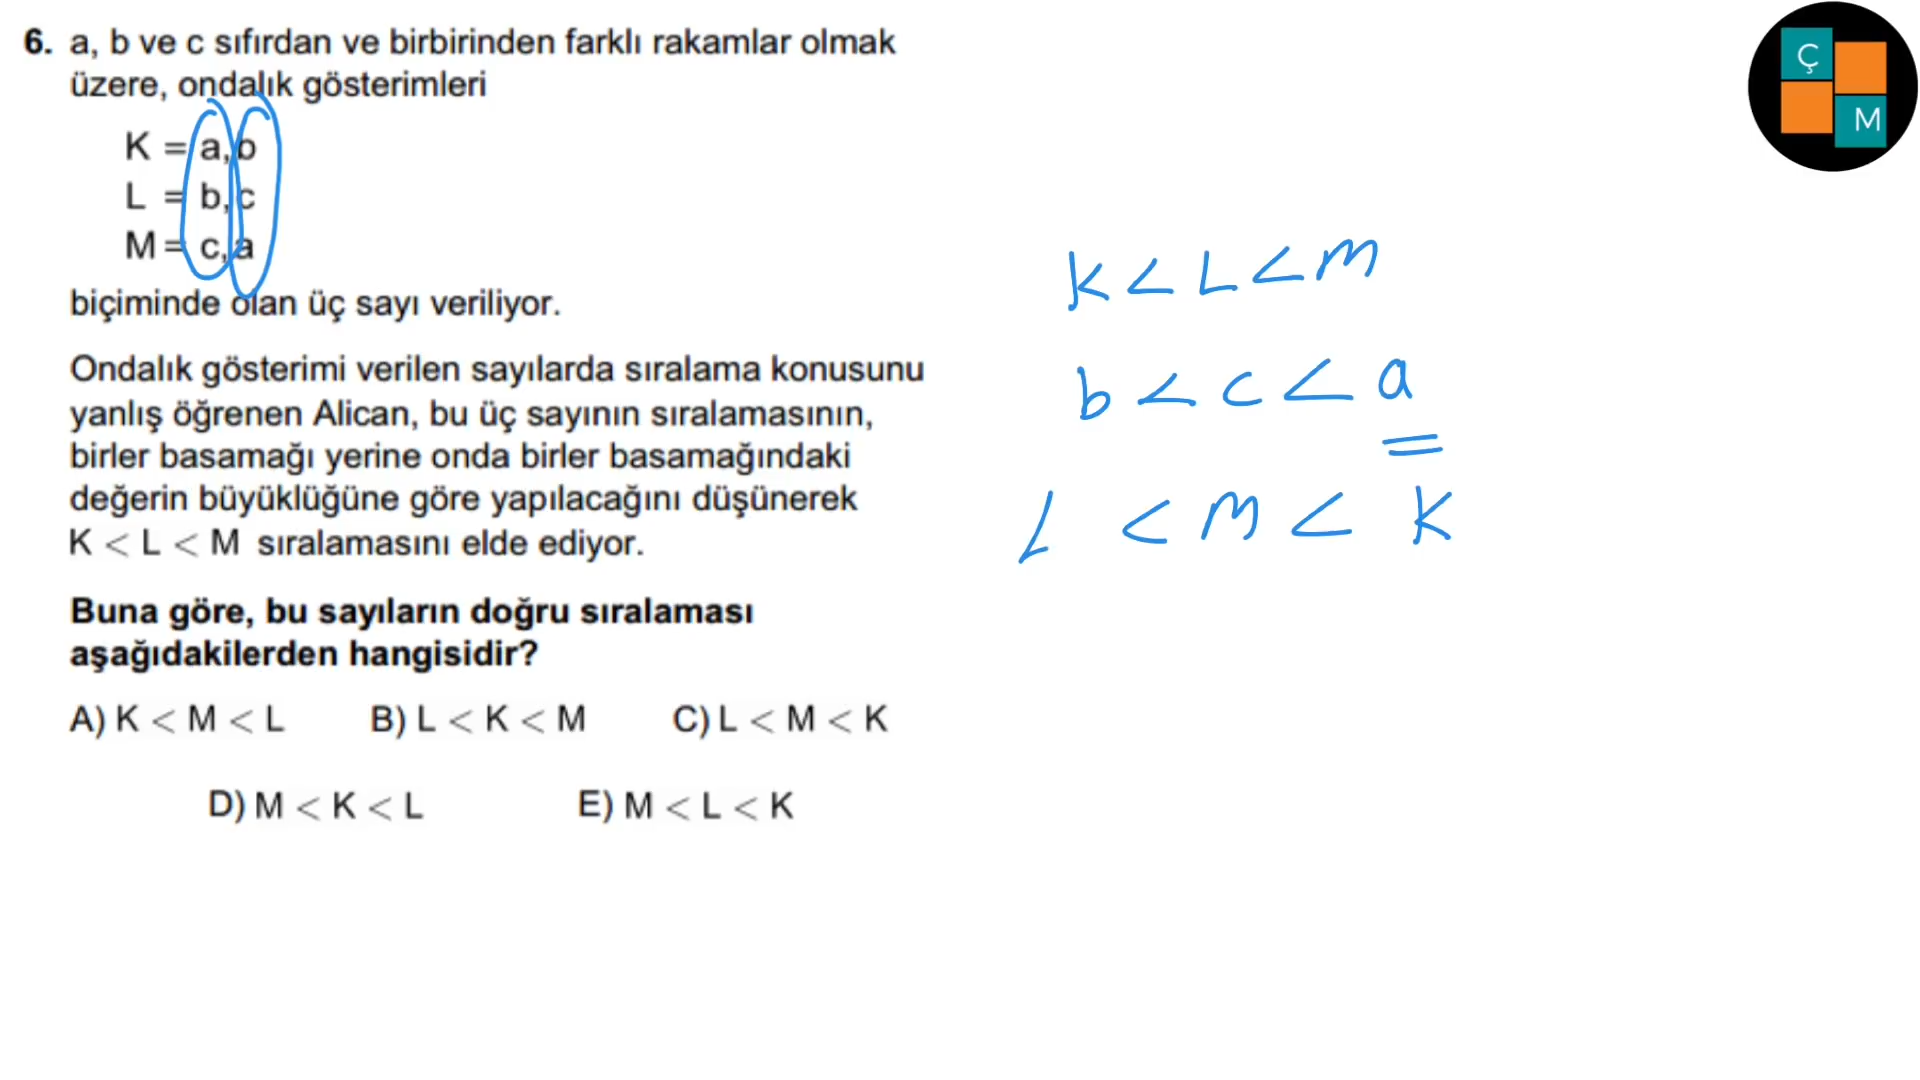 6. a, b ve c sıfırdan ve birbirinden farklı rakamlar olmak
üzere, ondalık gösterimleri
K = a,b
L = b,c
M = c,a
biçiminde olan üç sayı veriliyor.
Ondalık gösterimi verilen sayılarda sıralama konusunu
yanlış öğrenen Alican, bu üç sayının sıralamasının,
birler basamağı yerine onda birler basamağındaki
değerin büyüklüğüne göre yapılacağını düşünerek
K < L < M sıralamasını elde ediyor.
Buna göre, bu sayıların doğru sıralaması
aşağıdakilerden hangisidir?
A) K < M < L B) L < K < M C) L < M < K
D) M < K < L E) M < L < K
K < L < M
b < c < a
L < M < K
Ç
M